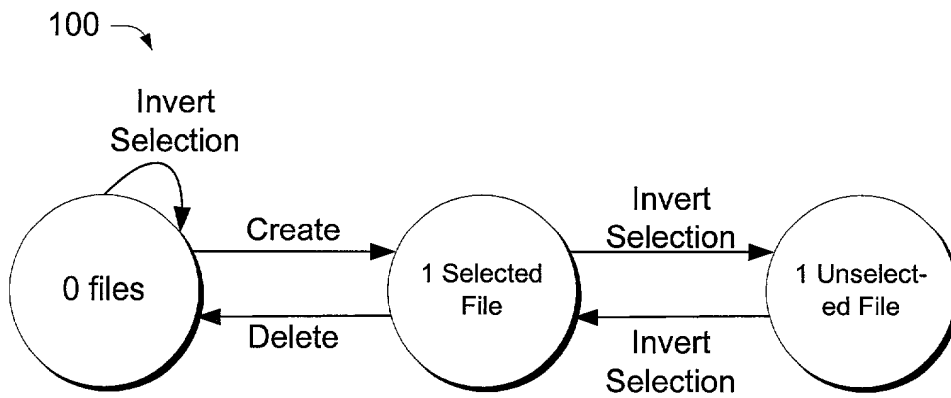 100
Invert
Selection
0 files
Create
Delete
1 Selected
File
Invert
Selection
Invert
Selection
1 Unselect-
ed File